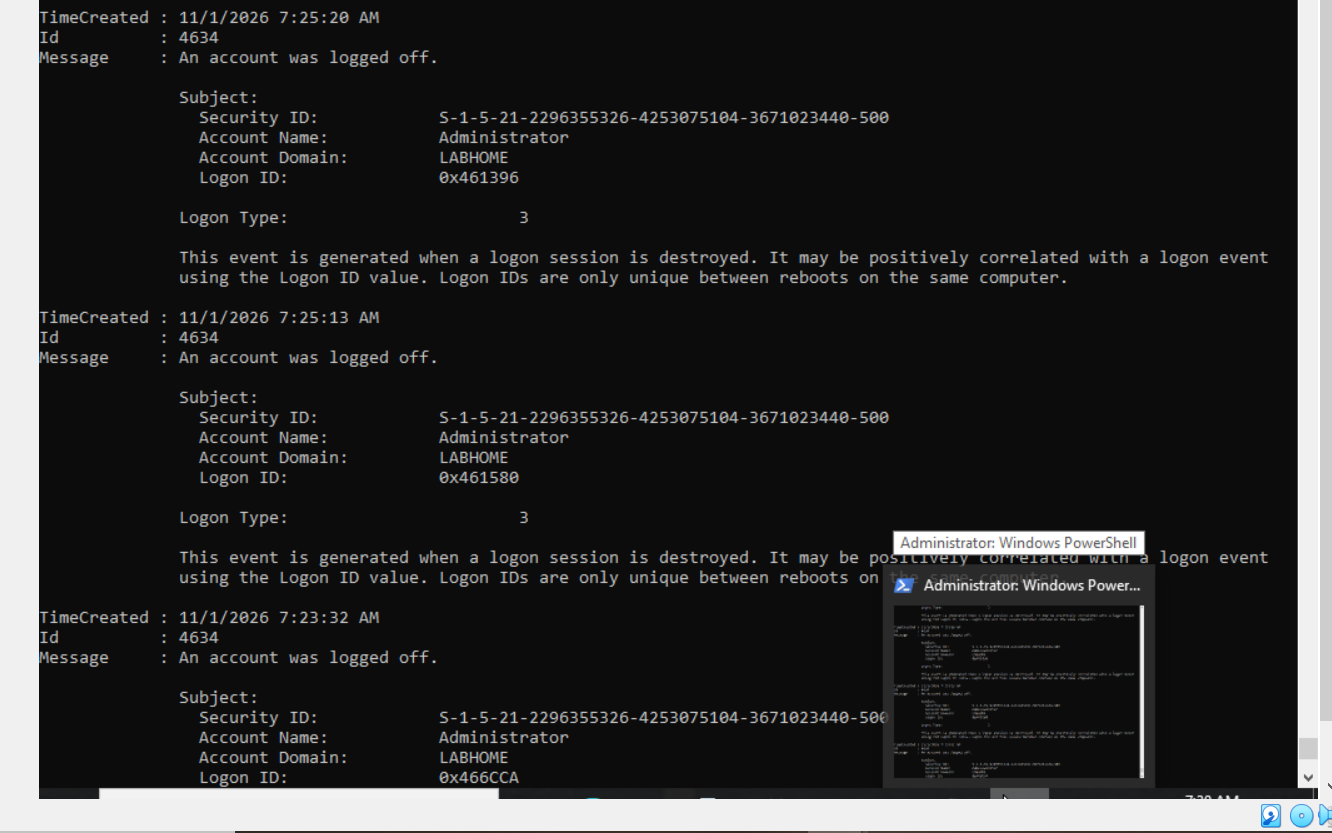 TimeCreated : 11/1/2026 7:25:20 AM
Id : 4634
Message : An account was logged off.
Subject:
Security ID: S-1-5-21-2296355326-4253075104-3671023440-500
Account Name: Administrator
Account Domain: LABHOME
Logon ID: 0x461396
Logon Type: 3
This event is generated when a logon session is destroyed. It may be positively correlated with a logon event
using the Logon ID value. Logon IDs are only unique between reboots on the same computer.
TimeCreated : 11/1/2026 7:25:13 AM
Id : 4634
Message : An account was logged off.
Subject:
Security ID: S-1-5-21-2296355326-4253075104-3671023440-500
Account Name: Administrator
Account Domain: LABHOME
Logon ID: 0x461580
Logon Type: 3
Administrator: Windows PowerShell
This event is generated when a logon session is destroyed. It may be positively correlated with a logon event
using the Logon ID value. Logon IDs are only unique between reboots on the same computer.
Administrator: Windows Power...
TimeCreated : 11/1/2026 7:23:32 AM
Id : 4634
Message : An account was logged off.
Subject:
Security ID: S-1-5-21-2296355326-4253075104-3671023440-500
Account Name: Administrator
Account Domain: LABHOME
Logon ID: 0x466CCA